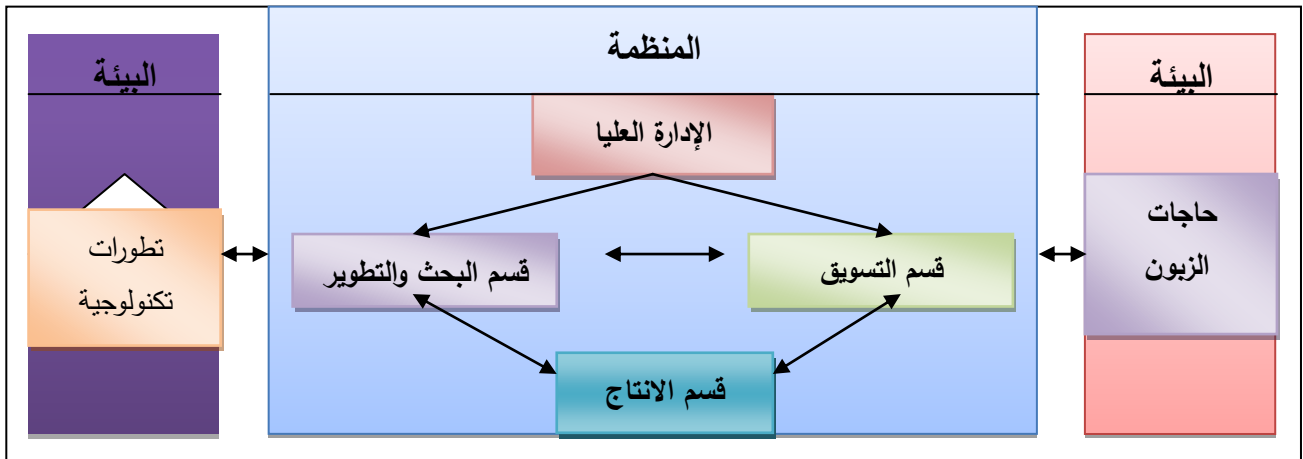 المنظمة
البيئة
البيئة
الإدارة العليا
حاجات
الزبون
تطورات
تكنولوجية
قسم التسويق
قسم البحث والتطوير
قسم الانتاج